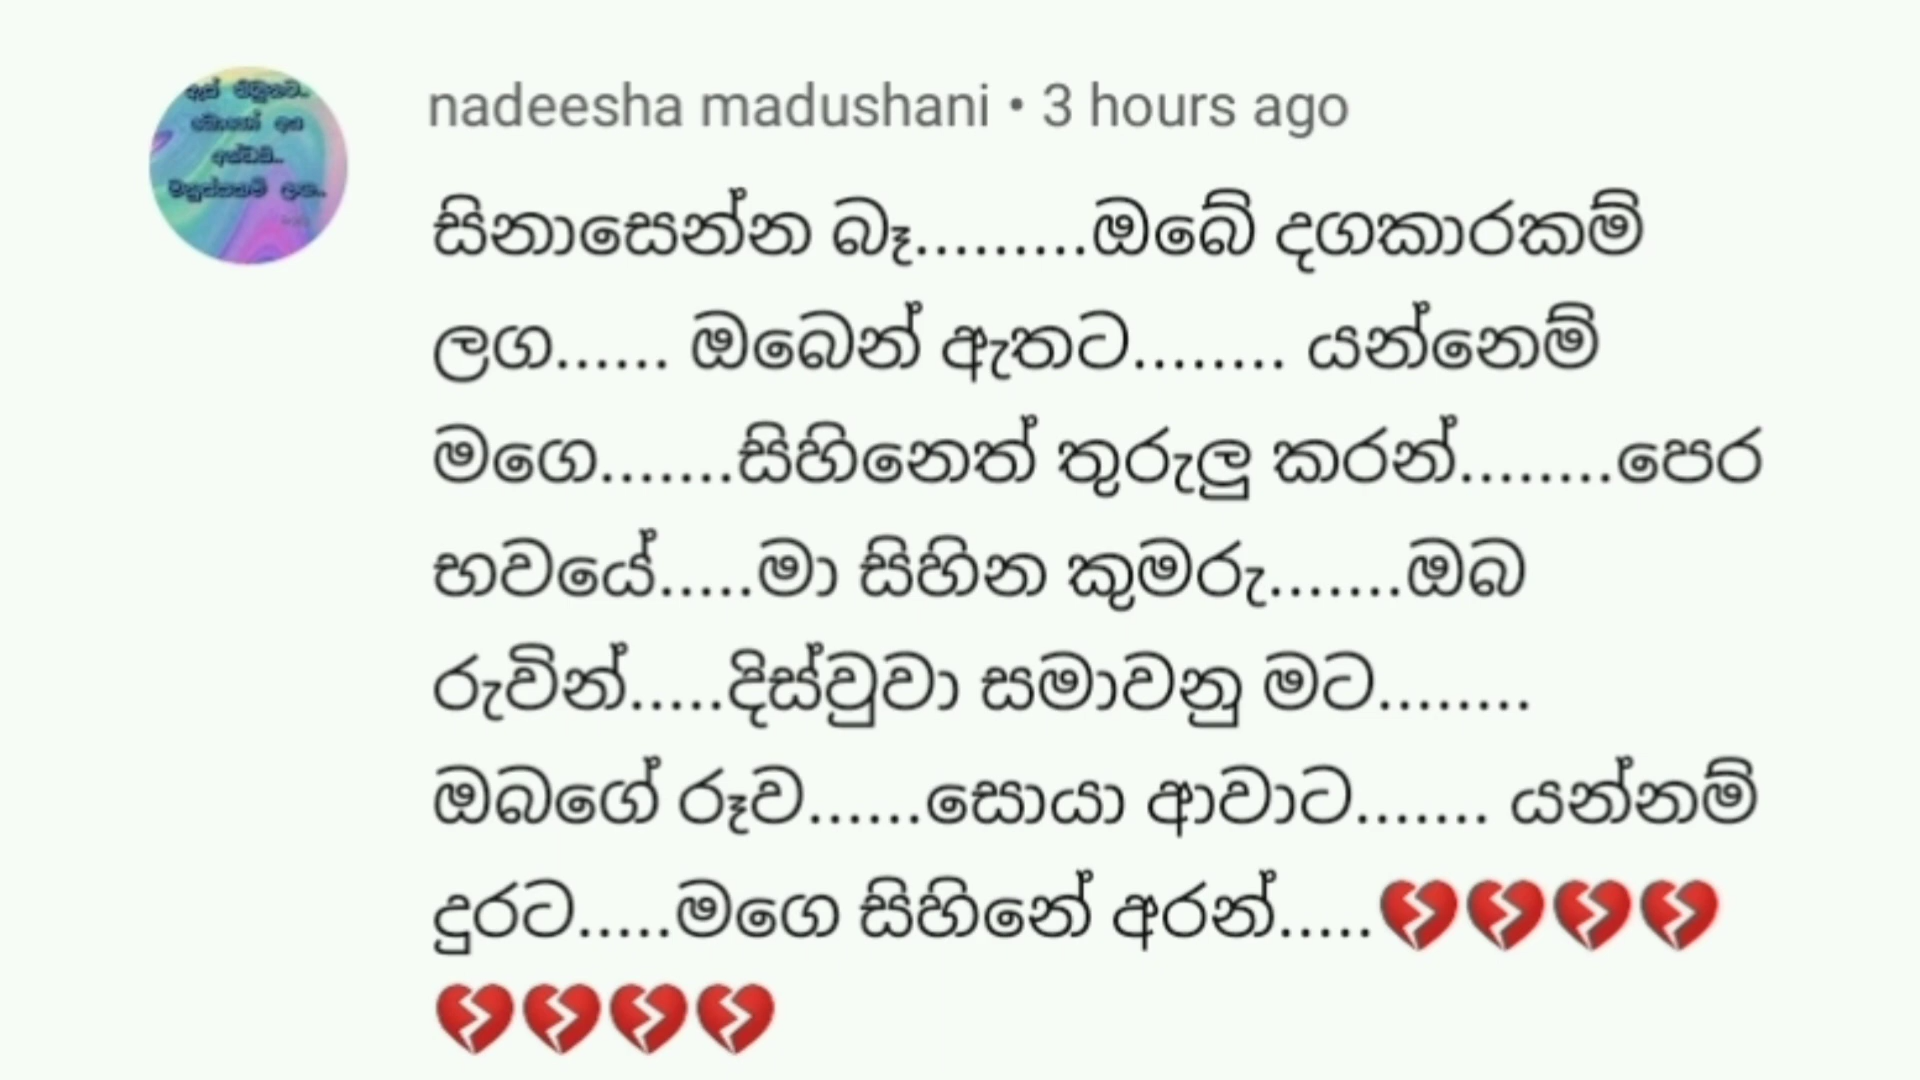 nadeesha madushani • 3 hours ago
සිනාසෙන්න බෑ.........ඔබේ දගකාරකම්
ලග...... ඔබෙන් ඇතට........ යන්නෙම්
මගෙ.......සිහිනෙත් තුරුලු කරන්........පෙර
භවයේ.....මා සිහින කුමරු.......ඔබ
රුවින්.....දිස්වුවා සමාවනු මට........
ඔබගේ රූව......සොයා ආවාට....... යන්නම්
දුරට.....මගෙ සිහිනේ අරන්.....💔💔💔💔
💔💔💔💔